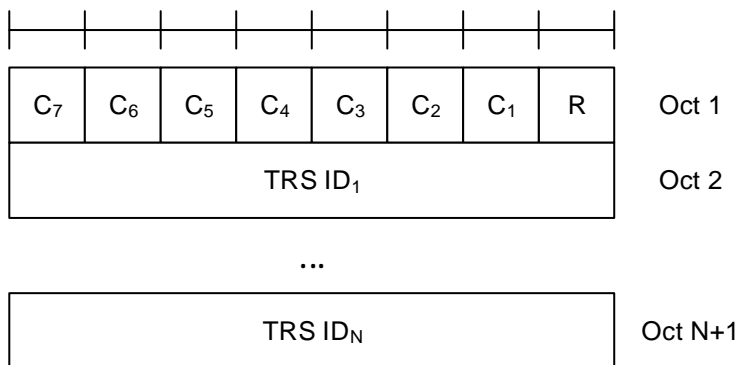 C₇ C₆ C₅ C₄ C₃ C₂ C₁ R Oct 1
TRS ID₁ Oct 2
...
TRS IDN Oct N+1